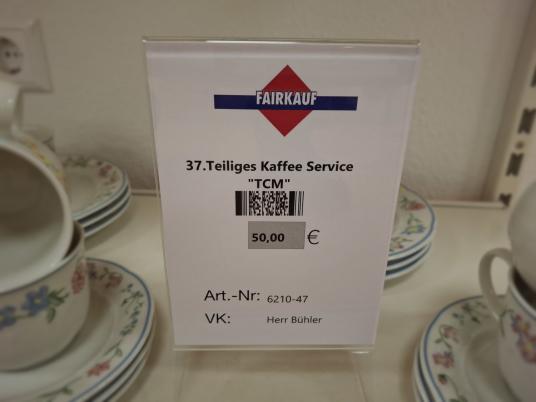 FAIRKAUF
37.Teiliges Kaffee Service
"TCM"
50,00 €
Art.-Nr: 6210-47
VK: Herr Bühler